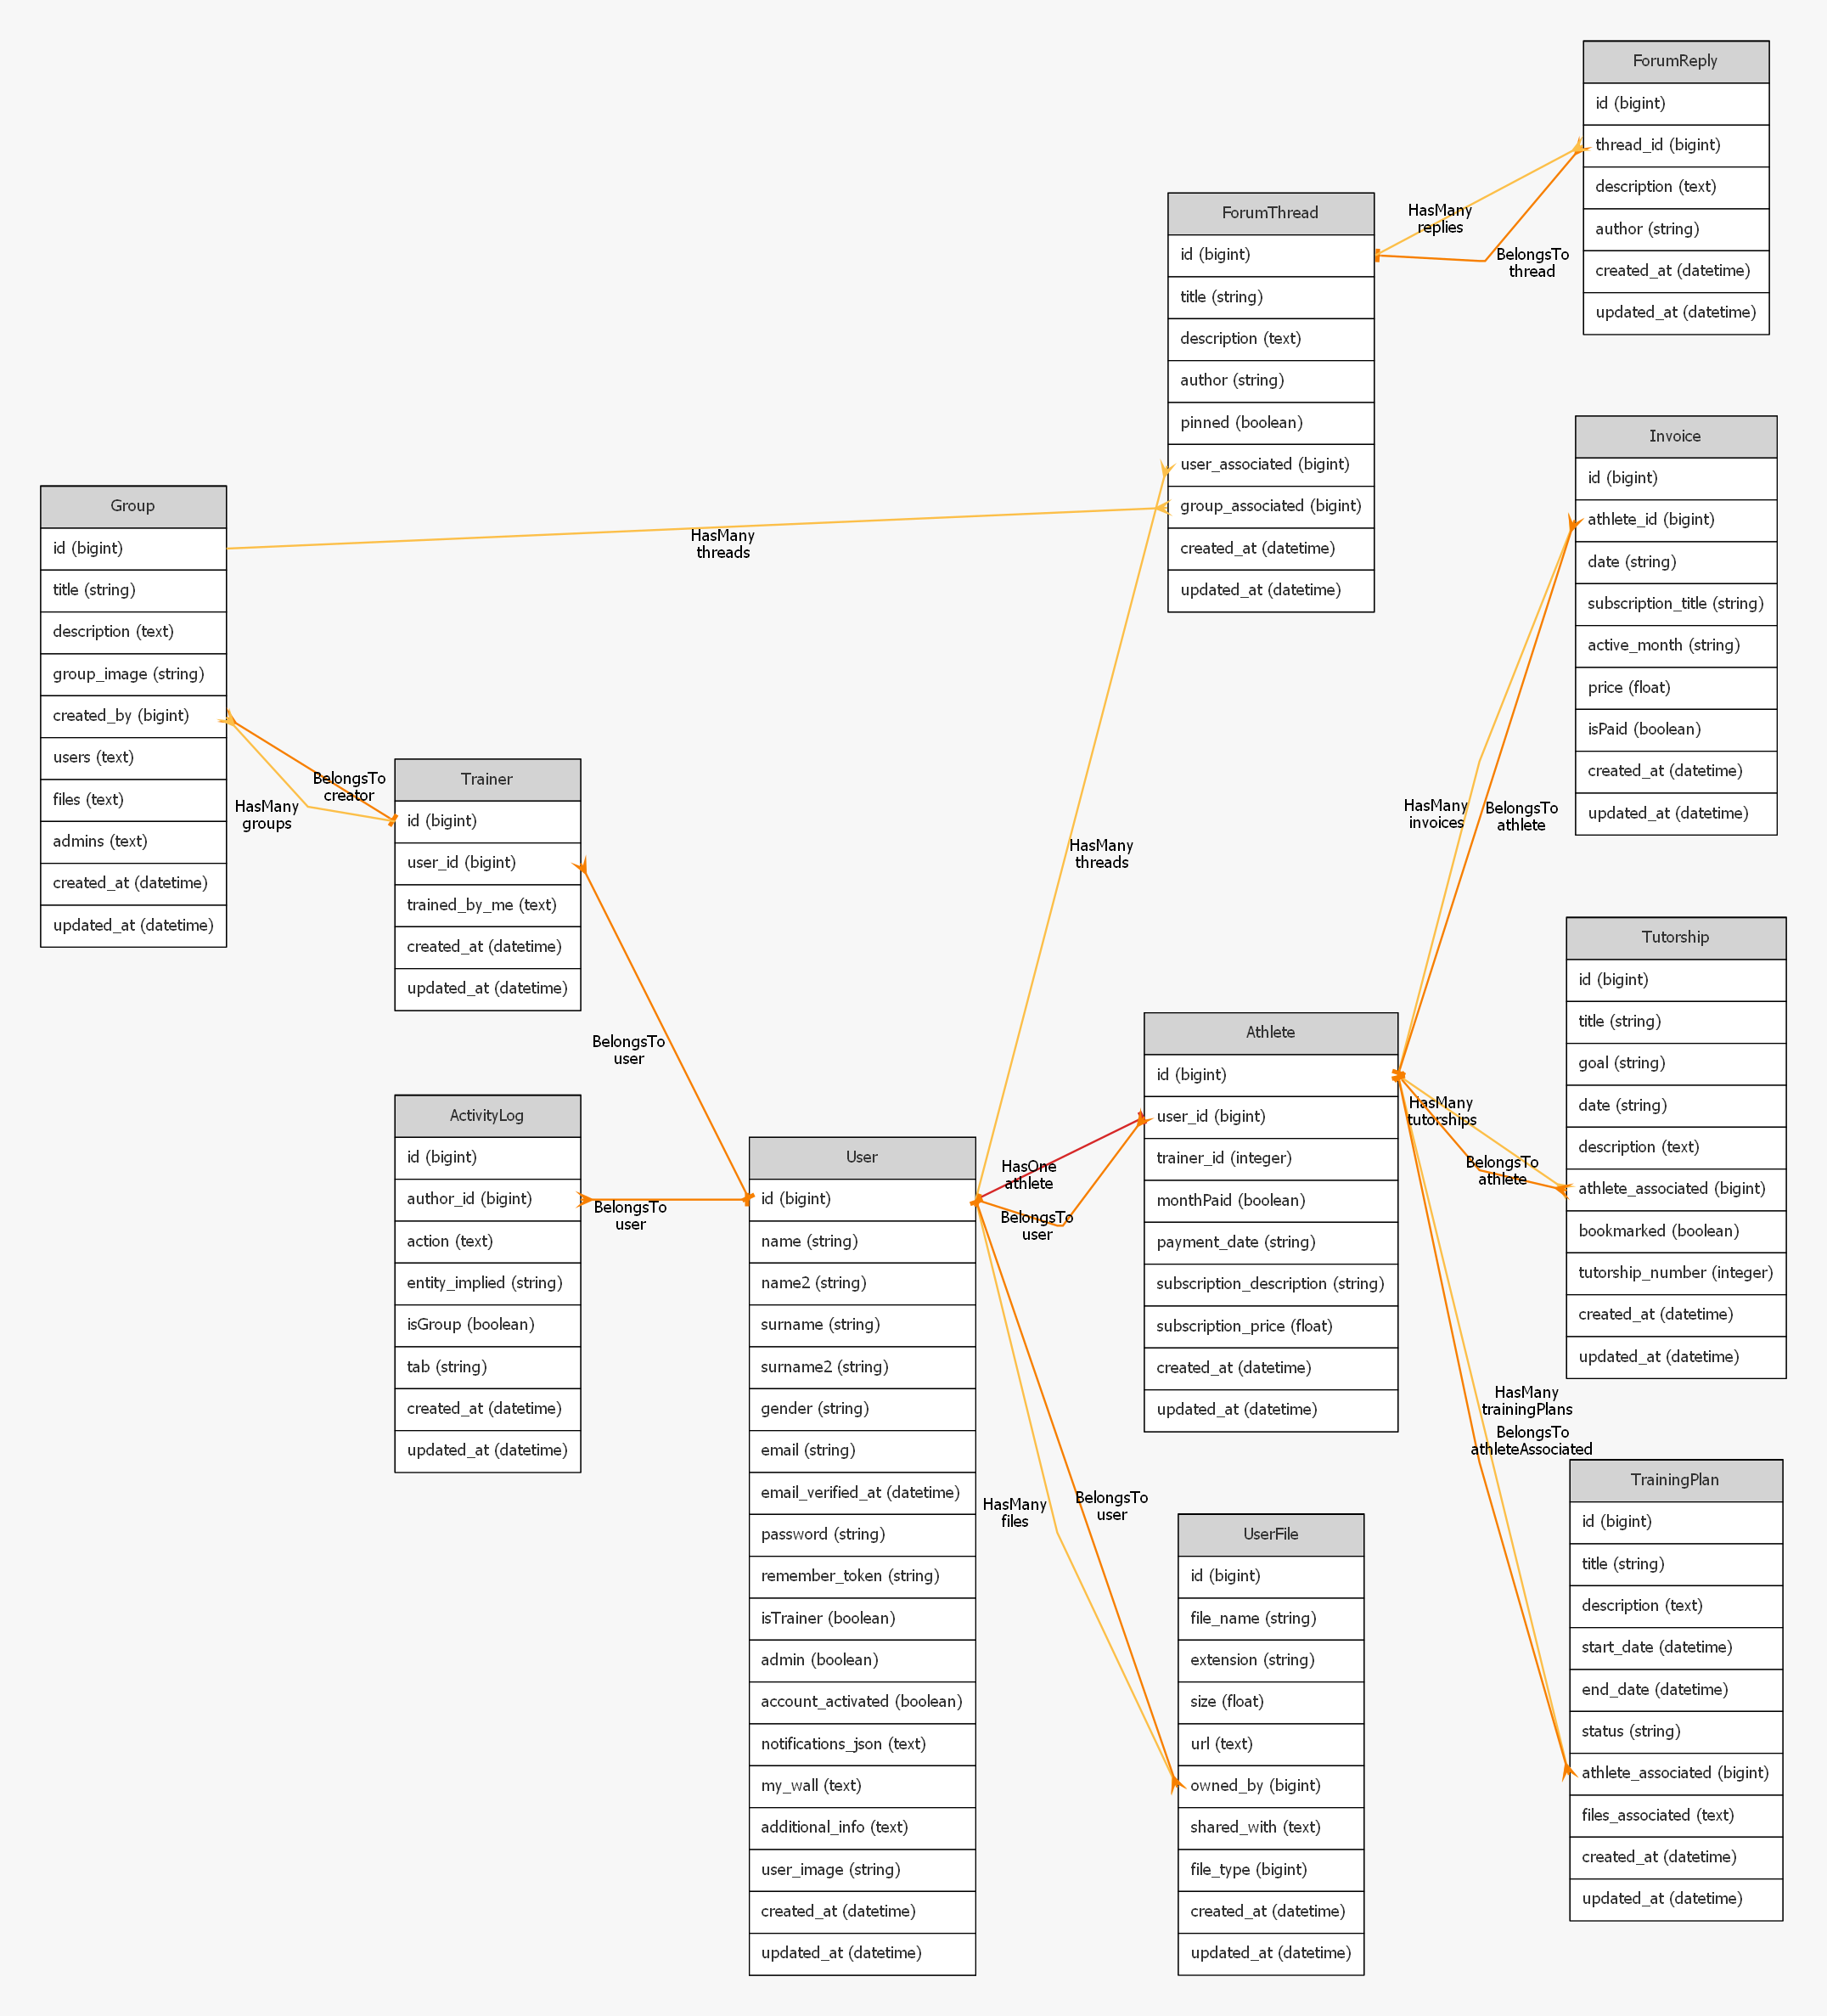 ForumReply
id (bigint)
thread_id (bigint)
description (text)
author (string)
created_at (datetime)
updated_at (datetime)
ForumThread
id (bigint)
title (string)
description (text)
author (string)
pinned (boolean)
user_associated (bigint)
group_associated (bigint)
created_at (datetime)
updated_at (datetime)
HasMany
replies
BelongsTo
thread
Invoice
id (bigint)
athlete_id (bigint)
date (string)
subscription_title (string)
active_month (string)
price (float)
isPaid (boolean)
created_at (datetime)
updated_at (datetime)
Group
id (bigint)
title (string)
description (text)
group_image (string)
created_by (bigint)
users (text)
files (text)
admins (text)
created_at (datetime)
updated_at (datetime)
HasMany
threads
BelongsTo
creator
HasMany
groups
Trainer
id (bigint)
user_id (bigint)
trained_by_me (text)
created_at (datetime)
updated_at (datetime)
HasMany
threads
HasMany
invoices
BelongsTo
athlete
Tutorship
id (bigint)
title (string)
goal (string)
date (string)
description (text)
athlete_associated (bigint)
bookmarked (boolean)
tutorship_number (integer)
created_at (datetime)
updated_at (datetime)
BelongsTo
user
Athlete
id (bigint)
user_id (bigint)
trainer_id (integer)
monthPaid (boolean)
payment_date (string)
subscription_description (string)
subscription_price (float)
created_at (datetime)
updated_at (datetime)
HasMany
tutorships
BelongsTo
athlete
ActivityLog
id (bigint)
author_id (bigint)
action (text)
entity_implied (string)
isGroup (boolean)
tab (string)
created_at (datetime)
updated_at (datetime)
BelongsTo
user
User
id (bigint)
name (string)
name2 (string)
surname (string)
surname2 (string)
gender (string)
email (string)
email_verified_at (datetime)
password (string)
remember_token (string)
isTrainer (boolean)
admin (boolean)
account_activated (boolean)
notifications_json (text)
my_wall (text)
additional_info (text)
user_image (string)
created_at (datetime)
updated_at (datetime)
HasOne
athlete
BelongsTo
user
HasMany
files
BelongsTo
user
HasMany
trainingPlans
BelongsTo
athleteAssociated
UserFile
id (bigint)
file_name (string)
extension (string)
size (float)
url (text)
owned_by (bigint)
shared_with (text)
file_type (bigint)
created_at (datetime)
updated_at (datetime)
TrainingPlan
id (bigint)
title (string)
description (text)
start_date (datetime)
end_date (datetime)
status (string)
athlete_associated (bigint)
files_associated (text)
created_at (datetime)
updated_at (datetime)